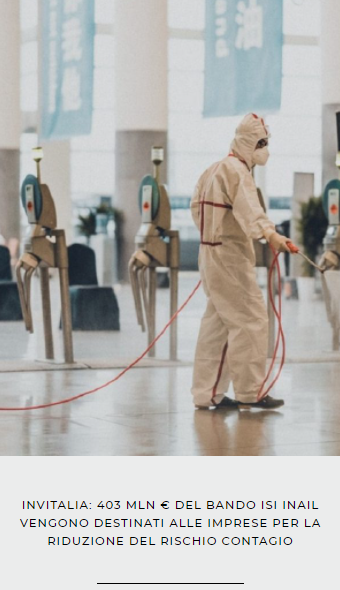 INVITALIA: 403 MLN € DEL BANDO ISI INAIL
VENGONO DESTINATI ALLE IMPRESE PER LA
RIDUZIONE DEL RISCHIO CONTAGIO